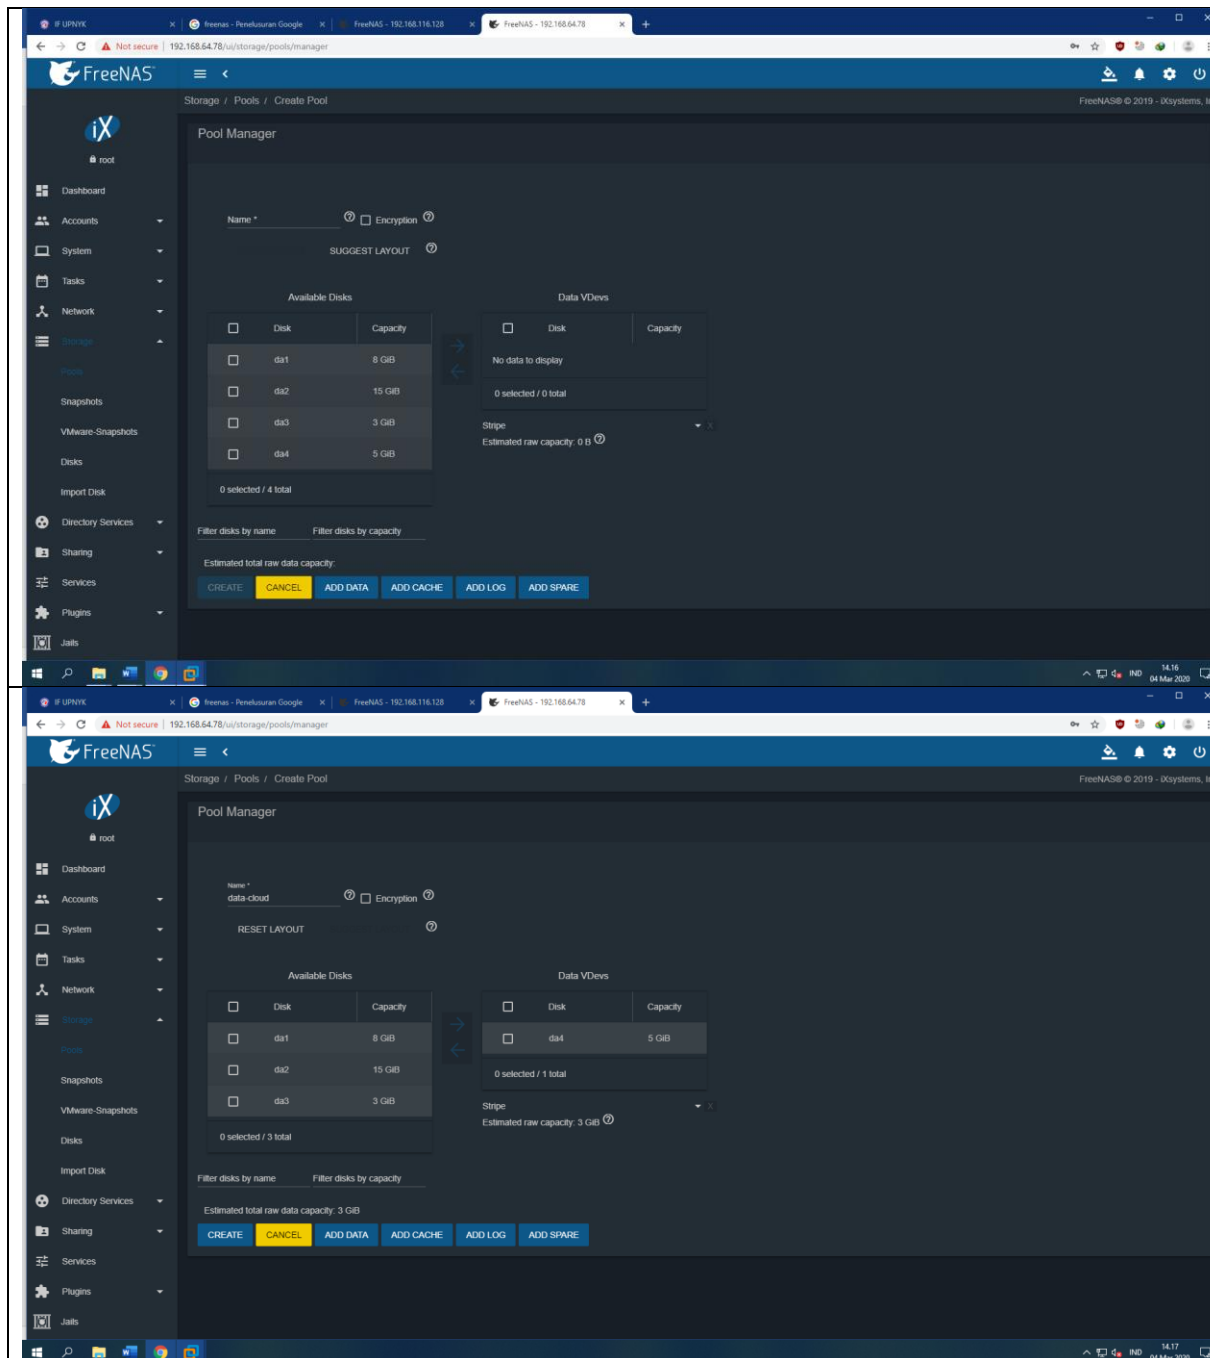 IF UPNYK
freenas - Penelusuran Google
FreeNAS - 192.168.116.128
FreeNAS - 192.168.64.78
Not secure | 192.168.64.78/ui/storage/pools/manager
FreeNAS
Storage / Pools / Create Pool
FreeNAS® © 2019 - iXsystems, I
iX
root
Pool Manager
Dashboard
Accounts
System
Tasks
Network
Storage
Pools
Snapshots
VMware-Snapshots
Disks
Import Disk
Directory Services
Sharing
Services
Plugins
Jails
Name *
Encryption
SUGGEST LAYOUT
Available Disks
Disk Capacity
da1 8 GiB
da2 15 GiB
da3 3 GiB
da4 5 GiB
0 selected / 4 total
Data VDevs
Disk Capacity
No data to display
0 selected / 0 total
Stripe
Estimated raw capacity: 0 B
Filter disks by name Filter disks by capacity
Estimated total raw data capacity:
CREATE CANCEL ADD DATA ADD CACHE ADD LOG ADD SPARE
IND
14.16
04 Mar 2020
IF UPNYK
freenas - Penelusuran Google
FreeNAS - 192.168.116.128
FreeNAS - 192.168.64.78
Not secure | 192.168.64.78/ui/storage/pools/manager
FreeNAS
Storage / Pools / Create Pool
FreeNAS® © 2019 - iXsystems, I
iX
root
Pool Manager
Dashboard
Accounts
System
Tasks
Network
Storage
Pools
Snapshots
VMware-Snapshots
Disks
Import Disk
Directory Services
Sharing
Services
Plugins
Jails
Name *
data-cloud
Encryption
RESET LAYOUT
Available Disks
Disk Capacity
da1 8 GiB
da2 15 GiB
da3 3 GiB
0 selected / 3 total
Data VDevs
Disk Capacity
da4 5 GiB
0 selected / 1 total
Stripe
Estimated raw capacity: 3 GiB
Filter disks by name Filter disks by capacity
Estimated total raw data capacity: 3 GiB
CREATE CANCEL ADD DATA ADD CACHE ADD LOG ADD SPARE
IND
14.17
04 Mar 2020